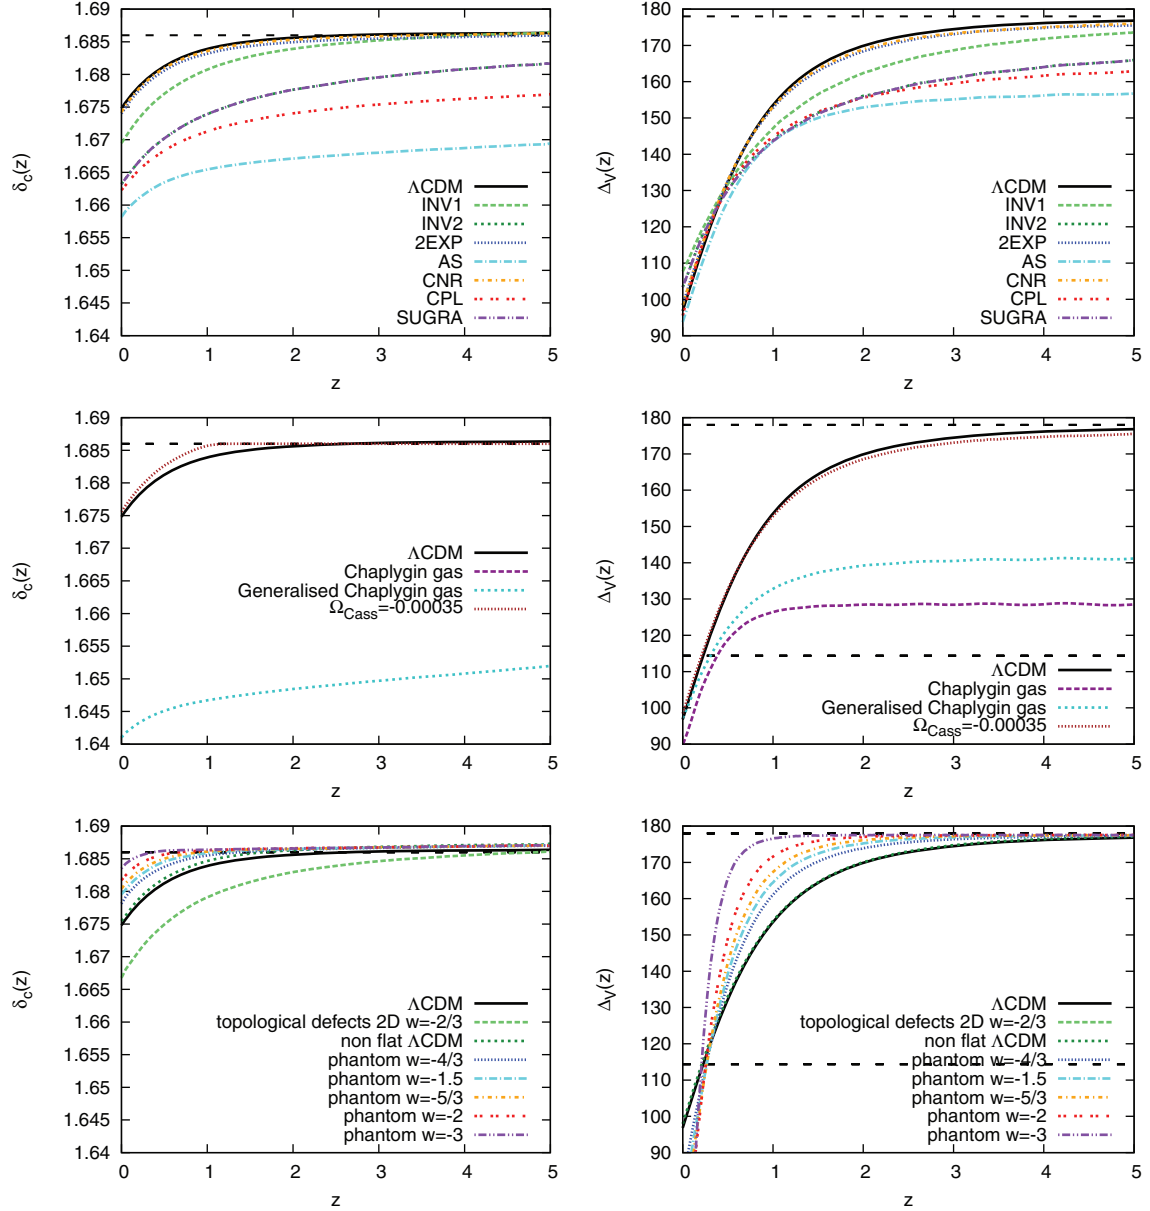 1.69
1.685
1.68
1.675
1.67
1.665
1.66
1.655
1.65
1.645
1.64
0 1 2 3 4 5
z
δc(z)
ΛCDM
INV1
INV2
2EXP
AS
CNR
CPL
SUGRA
180
170
160
150
140
130
120
110
100
90
0 1 2 3 4 5
z
ΔV(z)
ΛCDM
INV1
INV2
2EXP
AS
CNR
CPL
SUGRA
1.69
1.685
1.68
1.675
1.67
1.665
1.66
1.655
1.65
1.645
1.64
0 1 2 3 4 5
z
δc(z)
ΛCDM
Chaplygin gas
Generalised Chaplygin gas
ΩCass=-0.00035
180
170
160
150
140
130
120
110
100
90
0 1 2 3 4 5
z
ΔV(z)
ΛCDM
Chaplygin gas
Generalised Chaplygin gas
ΩCass=-0.00035
1.69
1.685
1.68
1.675
1.67
1.665
1.66
1.655
1.65
1.645
1.64
0 1 2 3 4 5
z
δc(z)
ΛCDM
topological defects 2D w=-2/3
non flat ΛCDM
phantom w=-4/3
phantom w=-1.5
phantom w=-5/3
phantom w=-2
phantom w=-3
180
170
160
150
140
130
120
110
100
90
0 1 2 3 4 5
z
ΔV(z)
ΛCDM
topological defects 2D w=-2/3
non flat ΛCDM
phantom w=-4/3
phantom w=-1.5
phantom w=-5/3
phantom w=-2
phantom w=-3